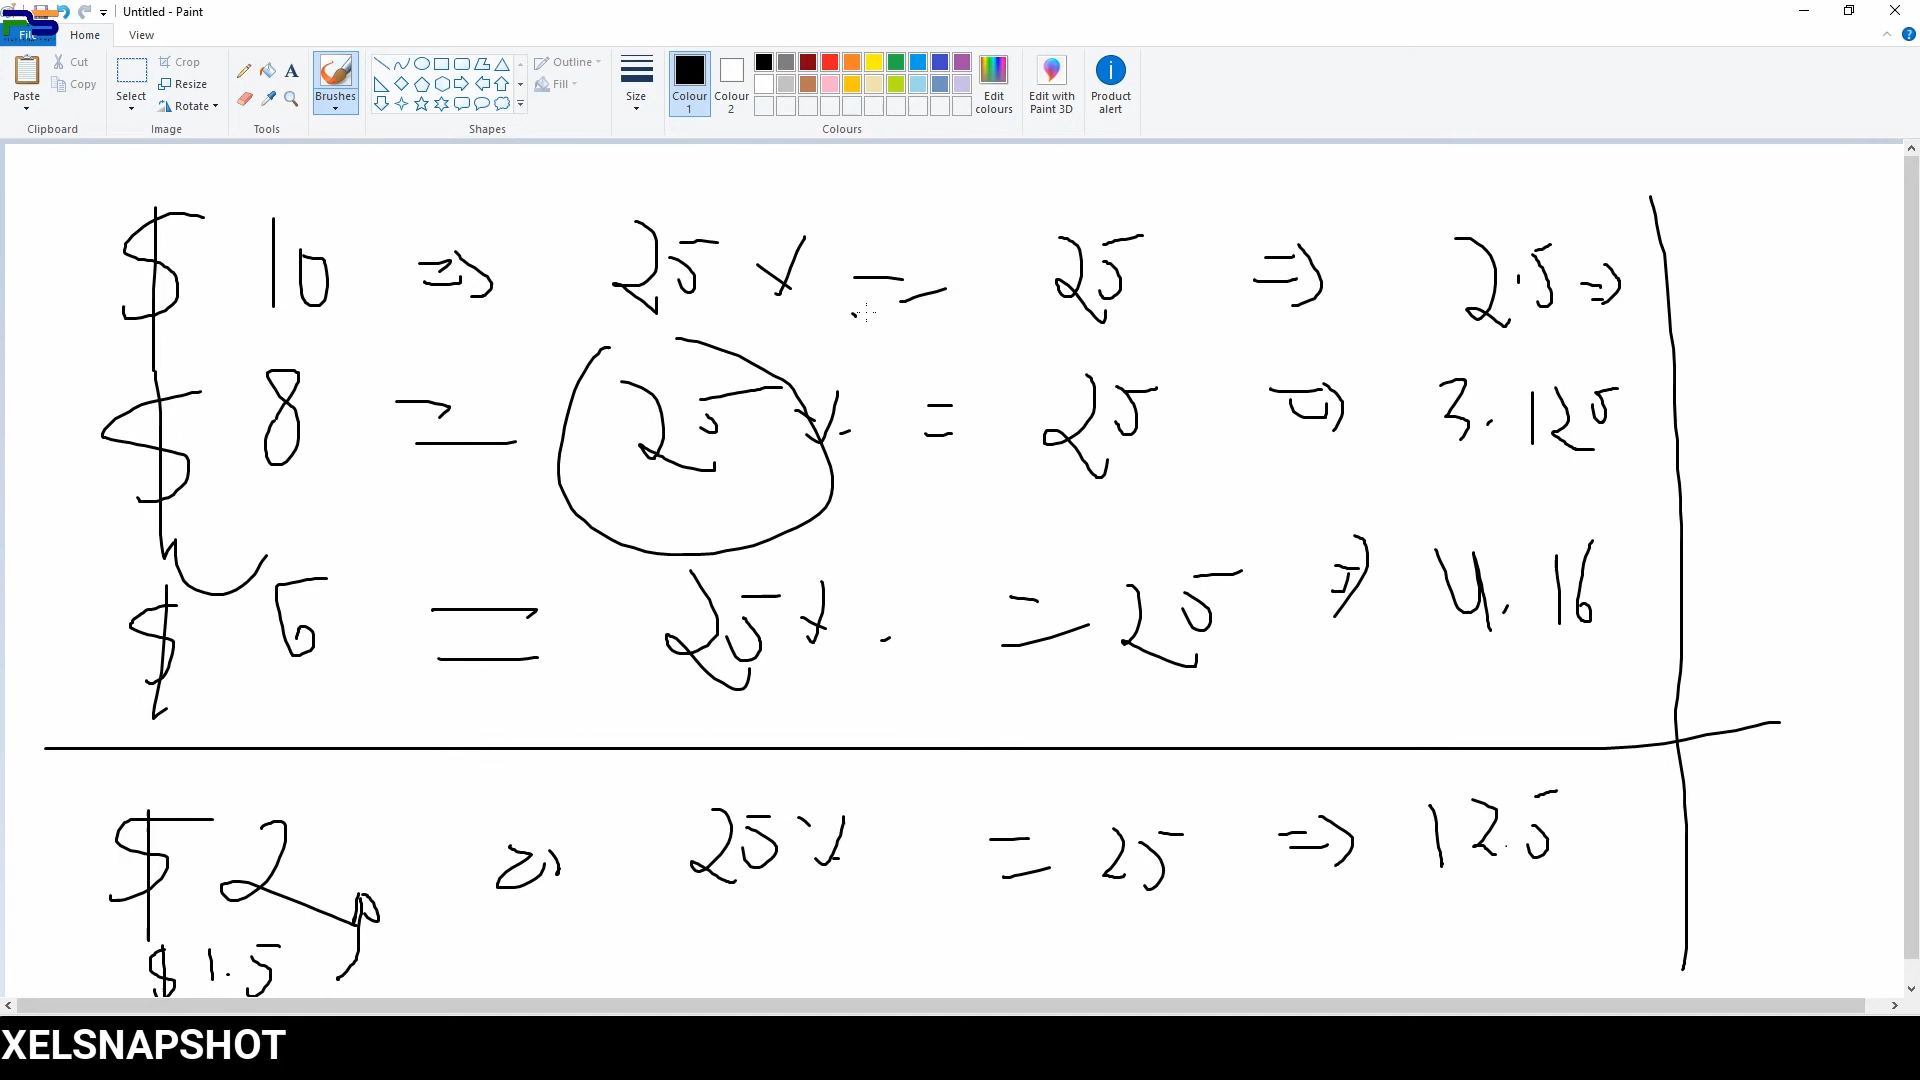 Untitled - Paint
File Home View
Paste Cut Copy Select Crop Resize Rotate Brushes Outline Fill Size Colour 1 Colour 2 Edit colours Edit with Paint 3D Product alert
Clipboard Image Tools Shapes Colours
$ 10 => 25% = 25 => 2.5 =>
$ 8 = 25% = 25 => 3.125
$ 6 = 25% = 25 => 4.16
$ 2 => 25% = 25 => 12.5
$ 1.5
XELSNAPSHOT